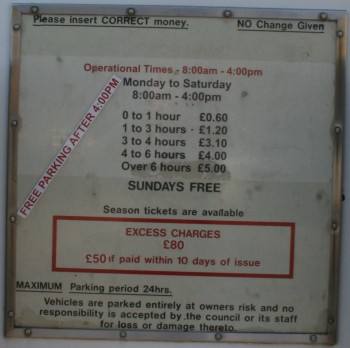 Please insert CORRECT money. NO Change Given
Operational Times : 8:00am - 4:00pm
Monday to Saturday
8:00am - 4:00pm
FREE PARKING AFTER 4:00PM
0 to 1 hour £0.60
1 to 3 hours £1.20
3 to 4 hours £3.10
4 to 6 hours £4.00
Over 6 hours £5.00
SUNDAYS FREE
Season tickets are available
EXCESS CHARGES
£80
£50 if paid within 10 days of issue
MAXIMUM Parking period 24hrs.
Vehicles are parked entirely at owners risk and no
responsibility is accepted by the council or its staff
for loss or damage thereto.